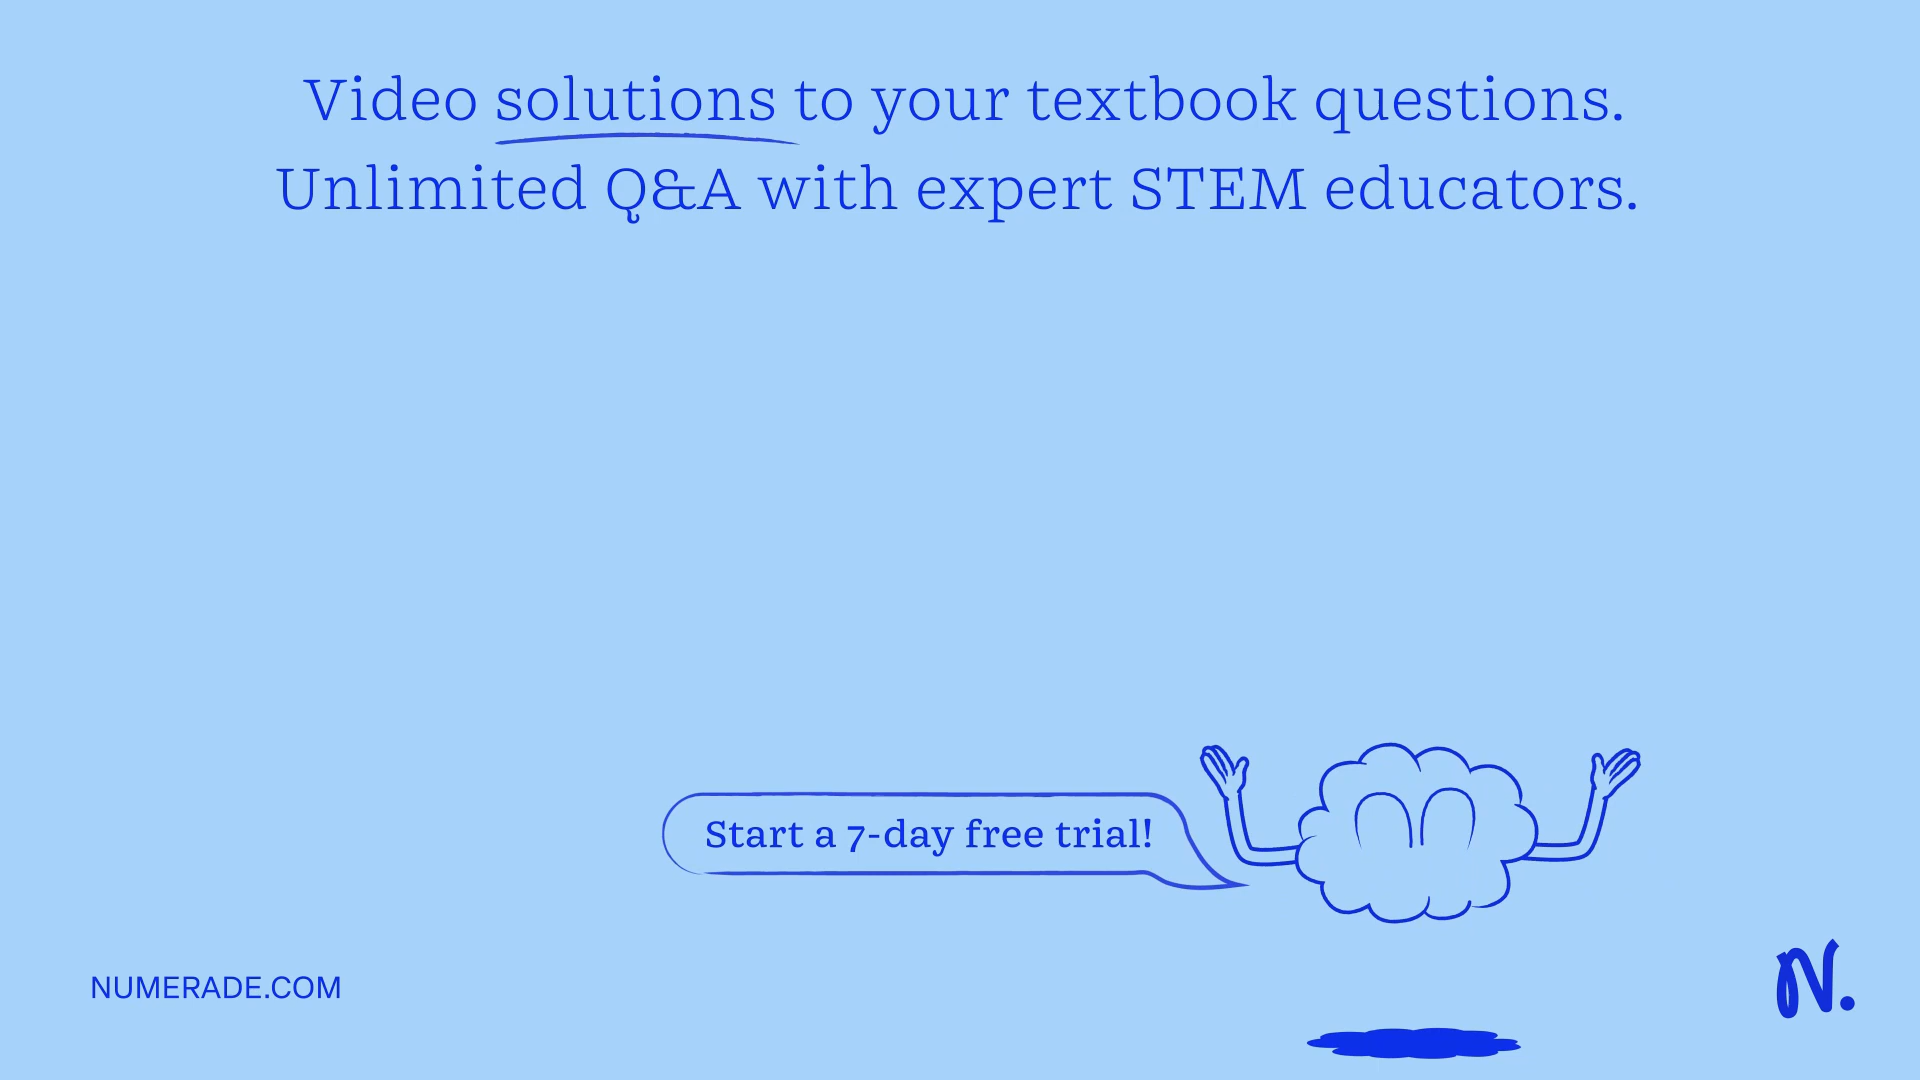 Video solutions to your textbook questions.
Unlimited Q&A with expert STEM educators.
Start a 7-day free trial!
NUMERADE.COM
N.